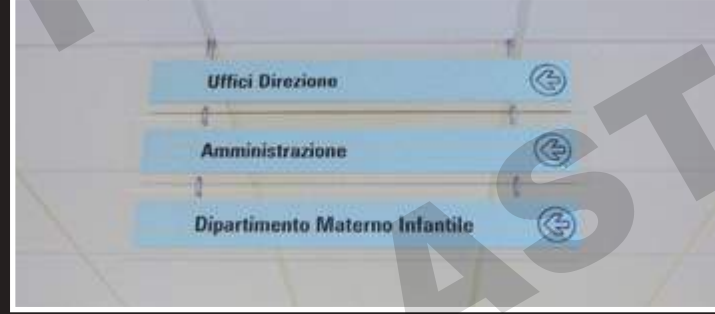 Uffici Direzione
Amministrazione
Dipartimento Materno Infantile